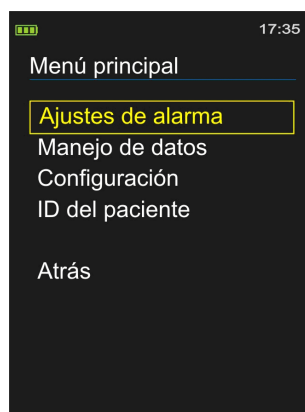 17:35
Menú principal
Ajustes de alarma
Manejo de datos
Configuración
ID del paciente
Atrás